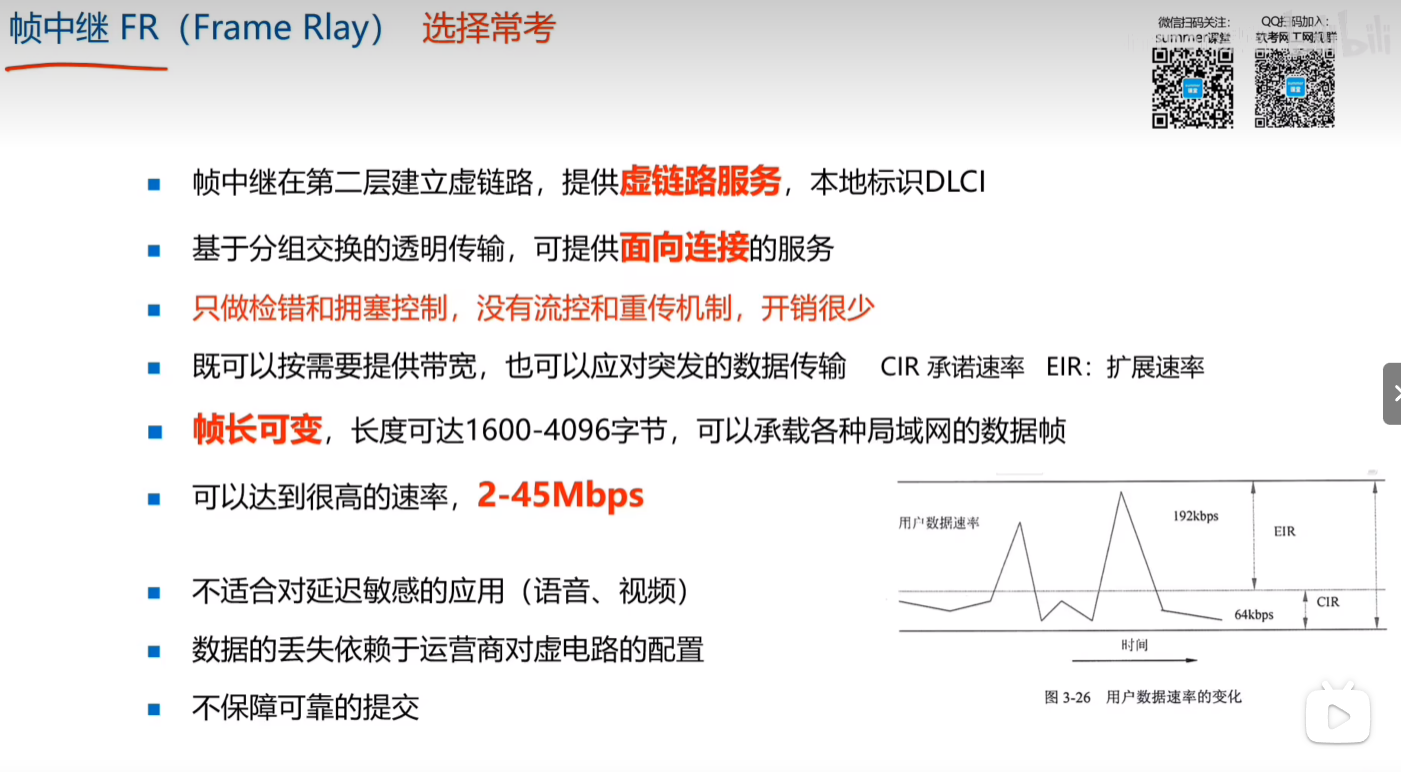 帧中继 FR（Frame Rlay） 选择常考
微信扫码关注：
summer课堂
QQ扫码加入：
软考网工网规群
bili
帧中继在第二层建立虚链路，提供虚链路服务，本地标识DLCI
基于分组交换的透明传输，可提供面向连接的服务
只做检错和拥塞控制，没有流控和重传机制，开销很少
既可以按需要提供带宽，也可以应对突发的数据传输 CIR 承诺速率 EIR：扩展速率
帧长可变，长度可达1600-4096字节，可以承载各种局域网的数据帧
可以达到很高的速率，2-45Mbps
不适合对延迟敏感的应用（语音、视频）
数据的丢失依赖于运营商对虚电路的配置
不保障可靠的提交
用户数据速率
192kbps
EIR
CIR
64kbps
时间
图 3-26 用户数据速率的变化